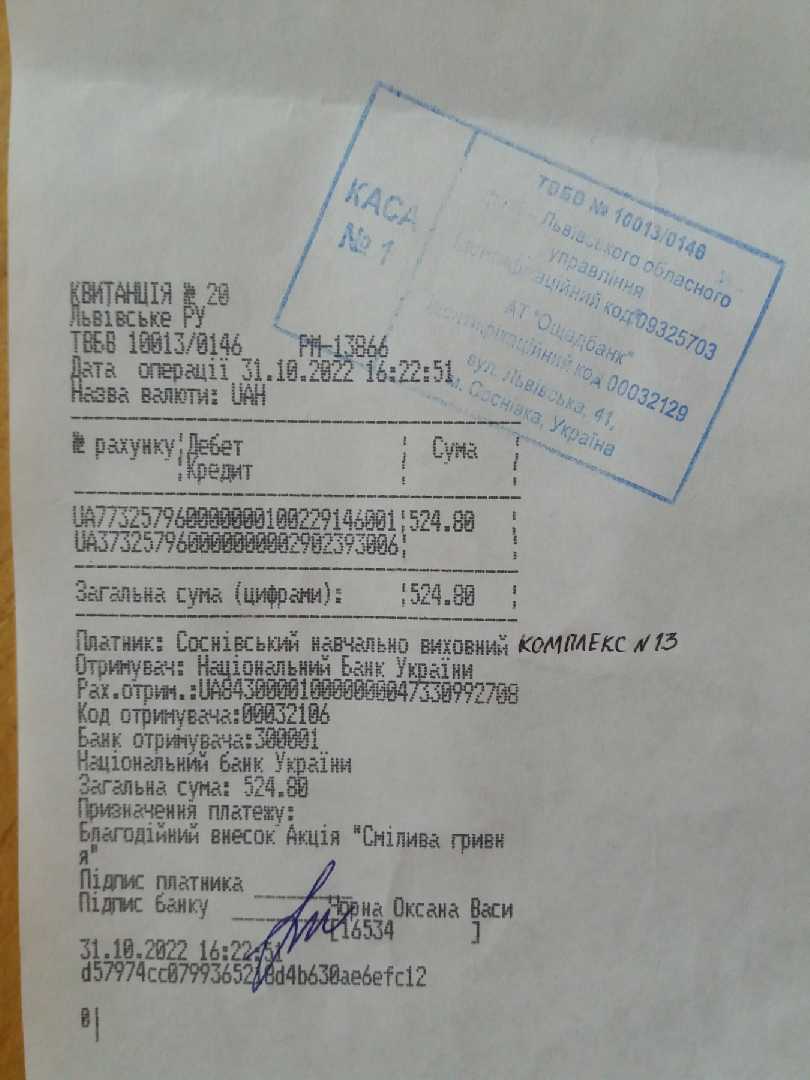 КАСА
№ 1
ТВБВ № 10013/0146
Львівського обласного
управління
ідентифікаційний код 09325703
АТ "Ощадбанк"
ідентифікаційний код 00032129
вул. Львівська, 41,
м. Соснівка, Україна
КВИТАНЦІЯ № 20
Львівське РУ
ТВБВ 10013/0146 РМ-13866
Дата операції 31.10.2022 16:22:51
Назва валюти: UAH
№ рахунку¦Дебет ¦ Сума ¦
¦Кредит ¦ ¦
UA773257960000000100229146001¦524.80 ¦
UA373257960000000002902393006¦ ¦
Загальна сума (цифрами): ¦524.80 ¦
Платник: Соснівський навчально виховний КОМПЛЕКС N 13
Отримувач: Національний Банк України
Рах.отрим.:UA843000010000000047330992708
Код отримувача:00032106
Банк отримувача:300001
Національний банк України
Загальна сума: 524.80
Призначення платежу:
Благодійний внесок Акція "Смілива гривн
я"
Підпис платника
Підпис банку Чорна Оксана Васи
[16534 ]
31.10.2022 16:22:51
0|